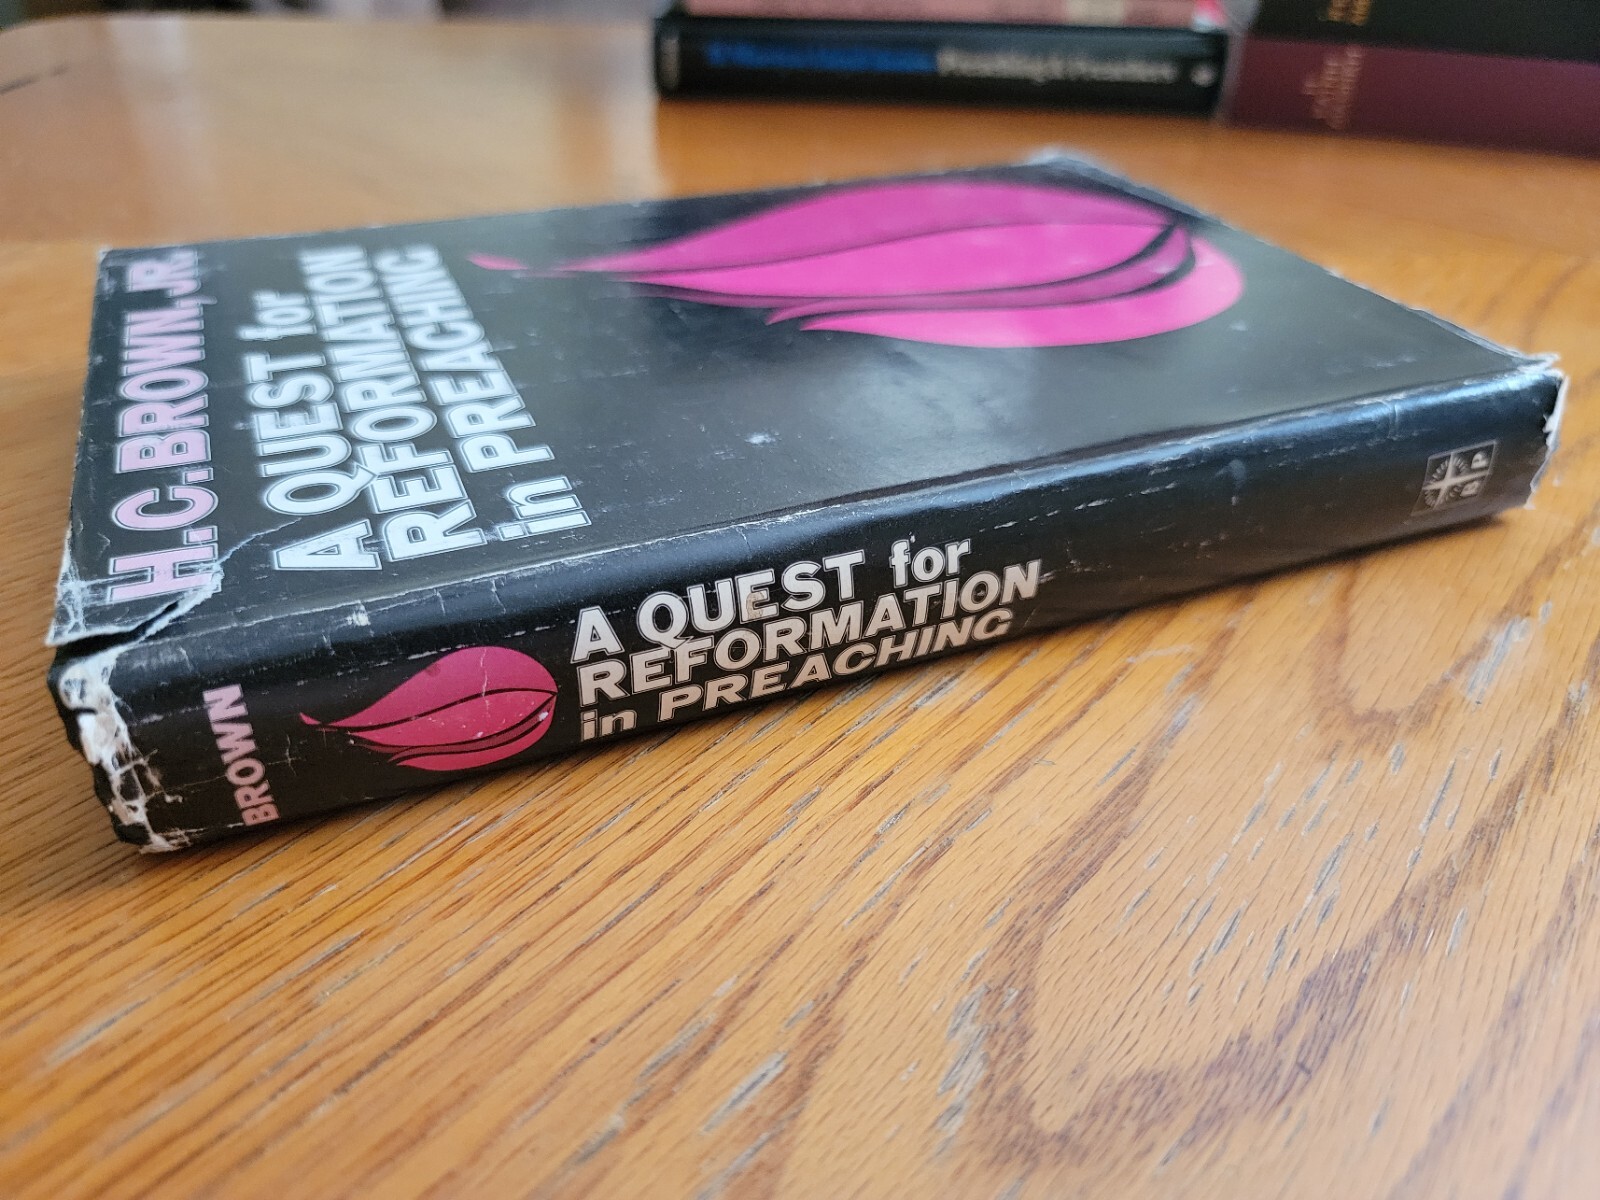 H.C. BROWN, JR.
A QUEST for
REFORMATION
in PREACHING
BROWN
A QUEST for
REFORMATION
in PREACHING
B P